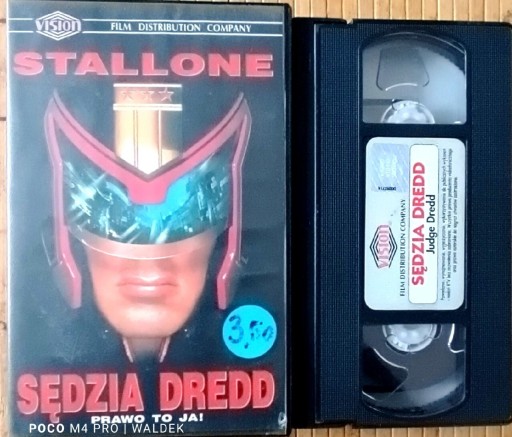 VISION FILM DISTRIBUTION COMPANY
STALLONE
3,50
SĘDZIA DREDD
PRAWO TO JA!
VISION
FILM DISTRIBUTION COMPANY
SĘDZIA DREDD
Judge Dredd
POCO M4 PRO | WALDEK